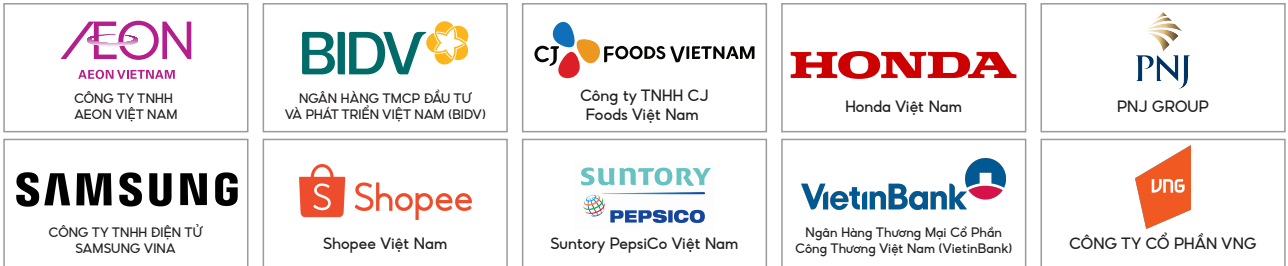 AEON
AEON VIETNAM
CÔNG TY TNHH
AEON VIỆT NAM
BIDV
NGÂN HÀNG TMCP ĐẦU TƯ
VÀ PHÁT TRIỂN VIỆT NAM (BIDV)
CJ FOODS VIETNAM
Công ty TNHH CJ
Foods Việt Nam
HONDA
Honda Việt Nam
PNJ
PNJ GROUP
SAMSUNG
CÔNG TY TNHH ĐIỆN TỬ
SAMSUNG VINA
S Shopee
Shopee Việt Nam
SUNTORY
PEPSICO
Suntory PepsiCo Việt Nam
VietinBank
Ngân Hàng Thương Mại Cổ Phần
Công Thương Việt Nam (VietinBank)
VNG
CÔNG TY CỔ PHẦN VNG